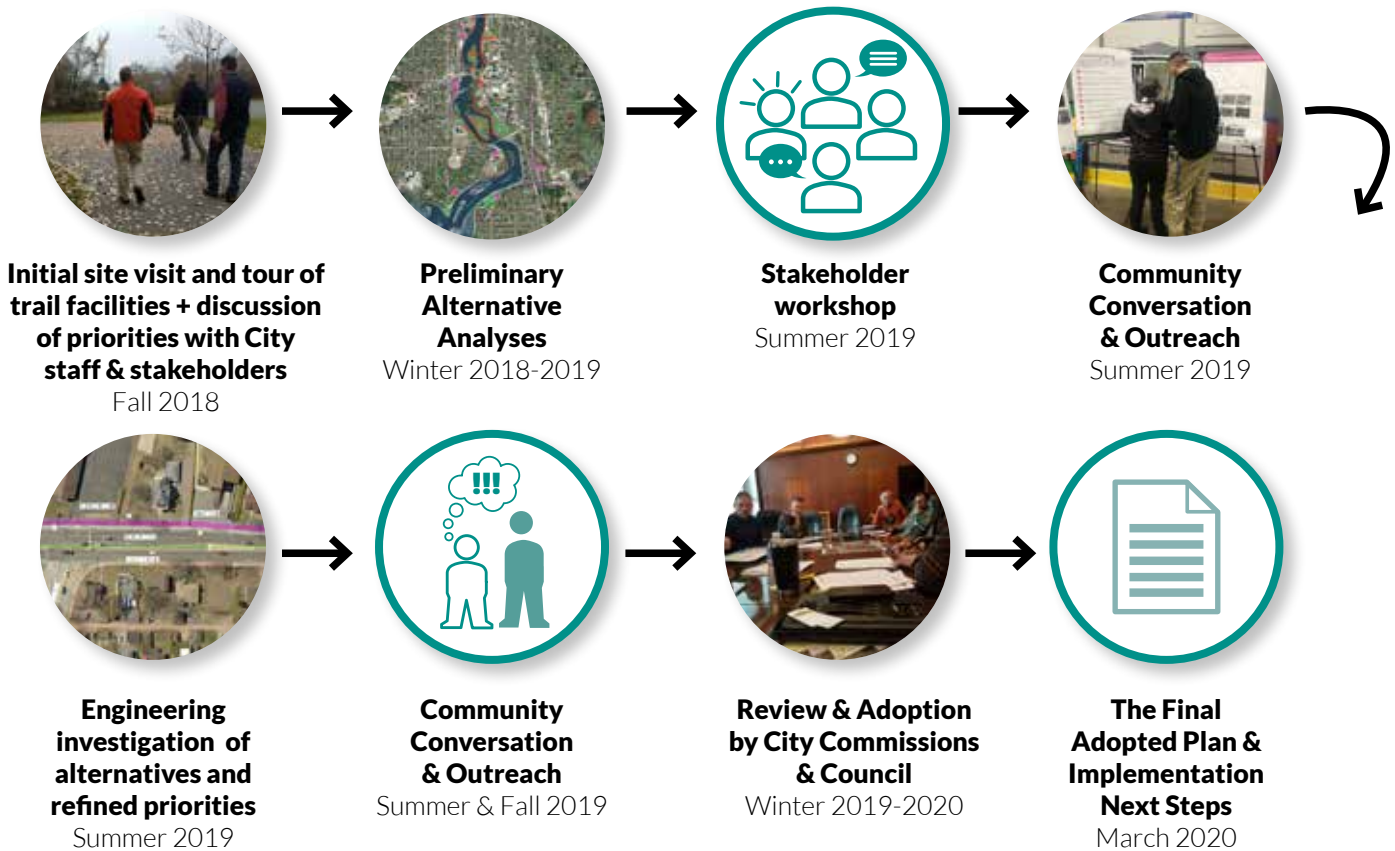 Initial site visit and tour of
trail facilities + discussion
of priorities with City
staff & stakeholders
Fall 2018
Preliminary
Alternative
Analyses
Winter 2018-2019
Stakeholder
workshop
Summer 2019
Community
Conversation
& Outreach
Summer 2019
Engineering
investigation of
alternatives and
refined priorities
Summer 2019
!!!
Community
Conversation
& Outreach
Summer & Fall 2019
Review & Adoption
by City Commissions
& Council
Winter 2019-2020
The Final
Adopted Plan &
Implementation
Next Steps
March 2020